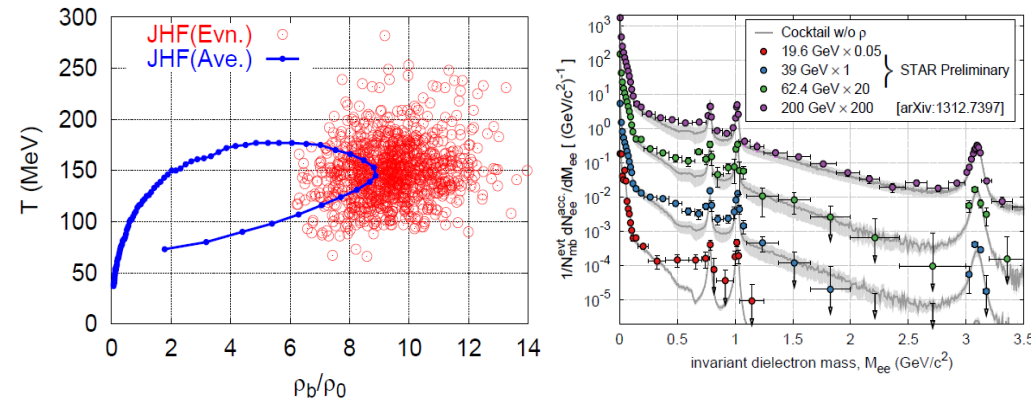 300
250
200
150
100
50
0
T (MeV)
JHF(Evn.)
JHF(Ave.)
0 2 4 6 8 10 12 14
ρb/ρ0
10³
10²
10
1
10⁻¹
10⁻²
10⁻³
10⁻⁴
10⁻⁵
1/N^evt_mb dN^acc._ee/dM_ee [ (GeV/c²)⁻¹ ]
Cocktail w/o ρ
19.6 GeV × 0.05
39 GeV × 1
62.4 GeV × 20
200 GeV × 200
STAR Preliminary
[arXiv:1312.7397]
0 0.5 1 1.5 2 2.5 3 3.5
invariant dielectron mass, M_ee (GeV/c²)